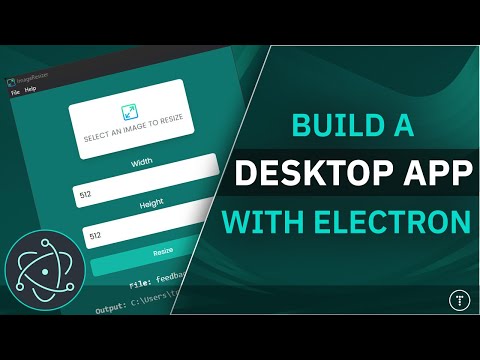 ImageResizer
File Help
SELECT AN IMAGE TO RESIZE
Width
512
Height
512
Resize
File: feedba
Output: C:\Users\t
BUILD A
DESKTOP APP
WITH ELECTRON
T